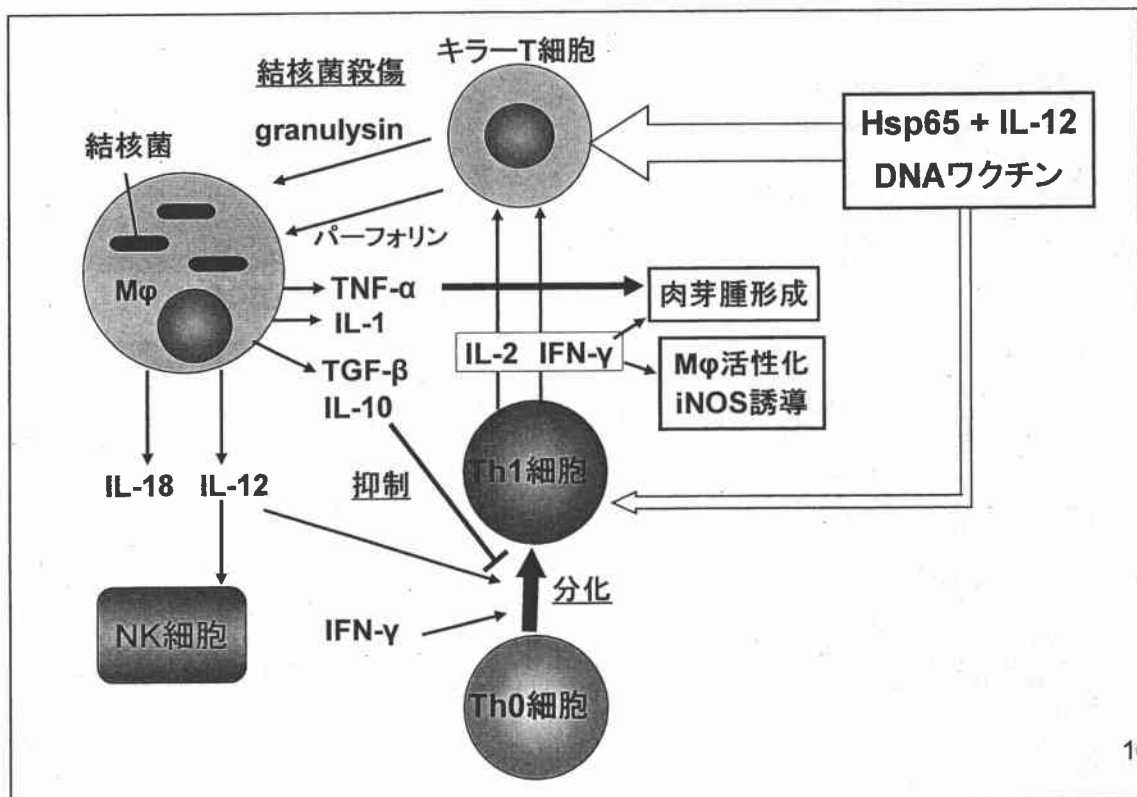 キラーT細胞
結核菌殺傷
granulysin
結核菌
Hsp65 + IL-12
DNAワクチン
パーフォリン
Mφ
TNF-α
IL-1
肉芽腫形成
IL-2 IFN-γ
TGF-β
IL-10
Mφ活性化
iNOS誘導
Th1細胞
IL-18 IL-12
抑制
分化
NK細胞
IFN-γ
Th0細胞